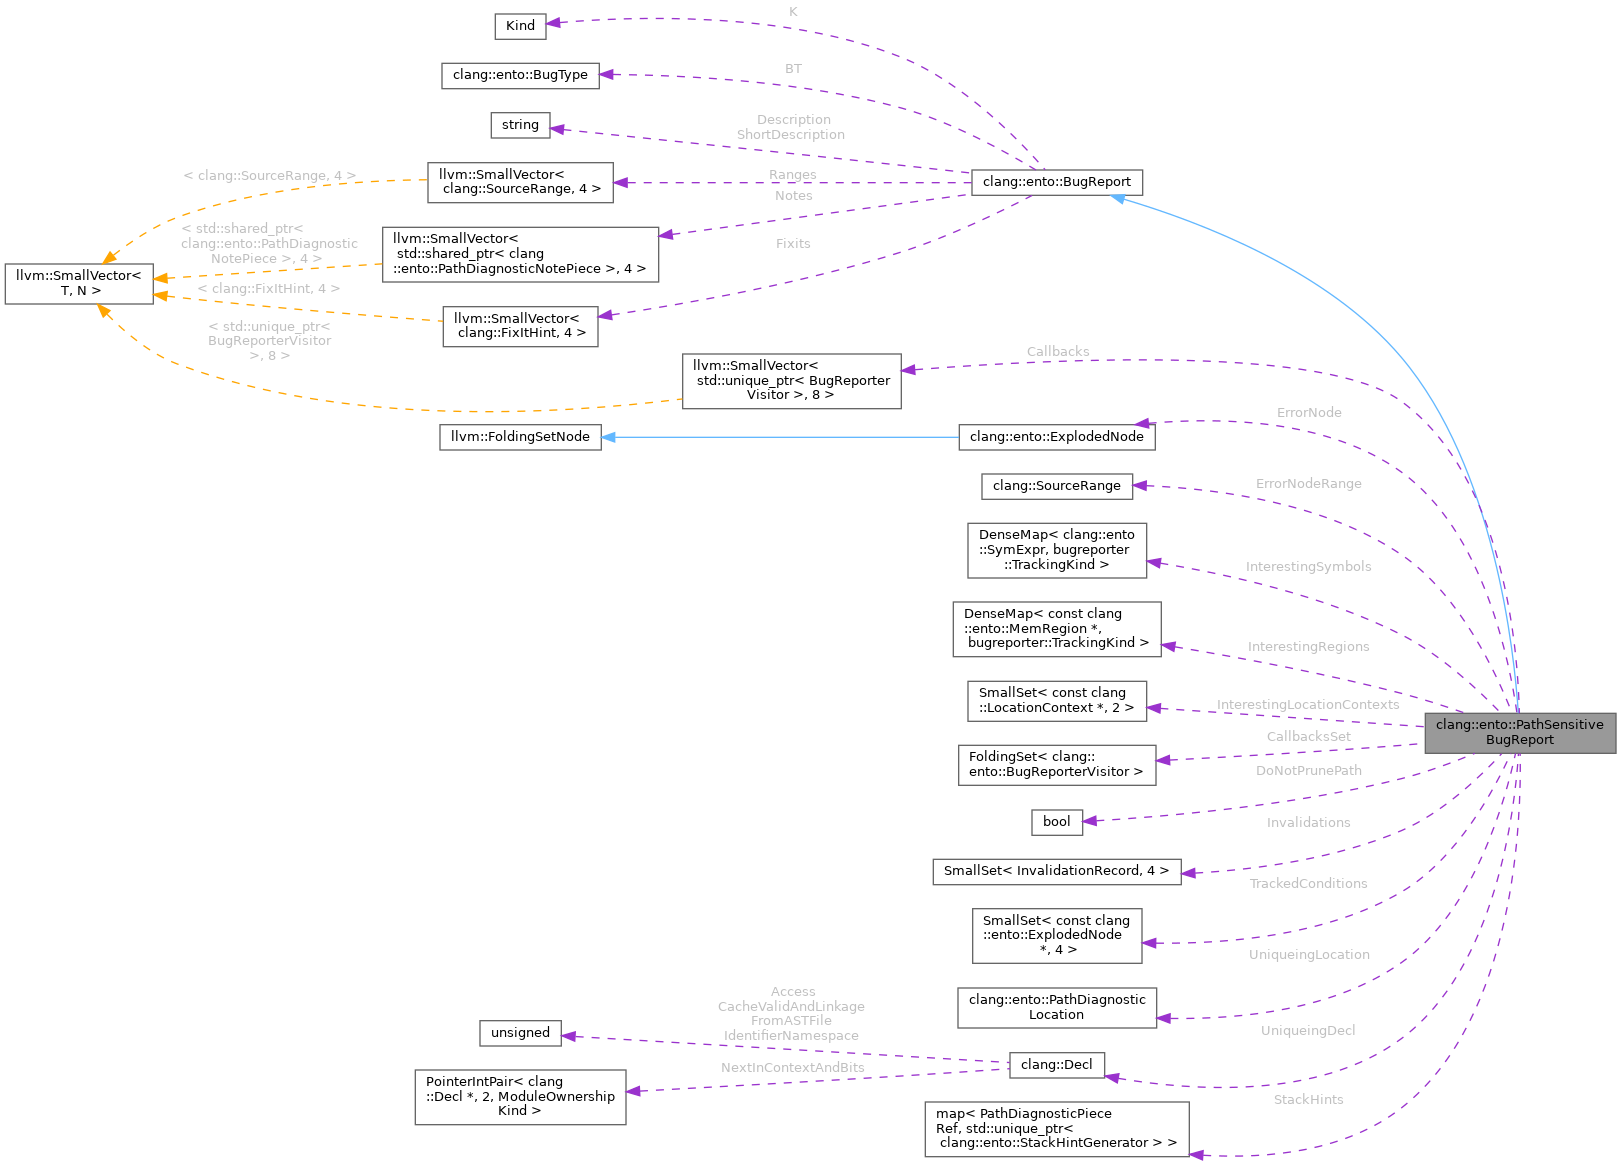 K
Kind
clang::ento::BugType
BT
string
Description
ShortDescription
clang::ento::BugReport
llvm::SmallVector<
clang::SourceRange, 4 >
< clang::SourceRange, 4 >
Ranges
Notes
llvm::SmallVector<
std::shared_ptr< clang
::ento::PathDiagnosticNotePiece >, 4 >
< std::shared_ptr<
clang::ento::PathDiagnostic
NotePiece >, 4 >
Fixits
llvm::SmallVector<
T, N >
< clang::FixItHint, 4 >
llvm::SmallVector<
clang::FixItHint, 4 >
< std::unique_ptr<
BugReporterVisitor
>, 8 >
llvm::SmallVector<
std::unique_ptr< BugReporter
Visitor >, 8 >
Callbacks
llvm::FoldingSetNode
clang::ento::ExplodedNode
ErrorNode
clang::SourceRange
ErrorNodeRange
DenseMap< clang::ento
::SymExpr, bugreporter
::TrackingKind >
InterestingSymbols
DenseMap< const clang
::ento::MemRegion *,
bugreporter::TrackingKind >
InterestingRegions
SmallSet< const clang
::LocationContext *, 2 >
InterestingLocationContexts
clang::ento::PathSensitive
BugReport
CallbacksSet
FoldingSet< clang::
ento::BugReporterVisitor >
DoNotPrunePath
bool
Invalidations
SmallSet< InvalidationRecord, 4 >
TrackedConditions
SmallSet< const clang
::ento::ExplodedNode
*, 4 >
UniqueingLocation
clang::ento::PathDiagnostic
Location
UniqueingDecl
Access
CacheValidAndLinkage
FromASTFile
IdentifierNamespace
unsigned
clang::Decl
NextInContextAndBits
PointerIntPair< clang
::Decl *, 2, ModuleOwnership
Kind >
StackHints
map< PathDiagnosticPiece
Ref, std::unique_ptr<
clang::ento::StackHintGenerator > >